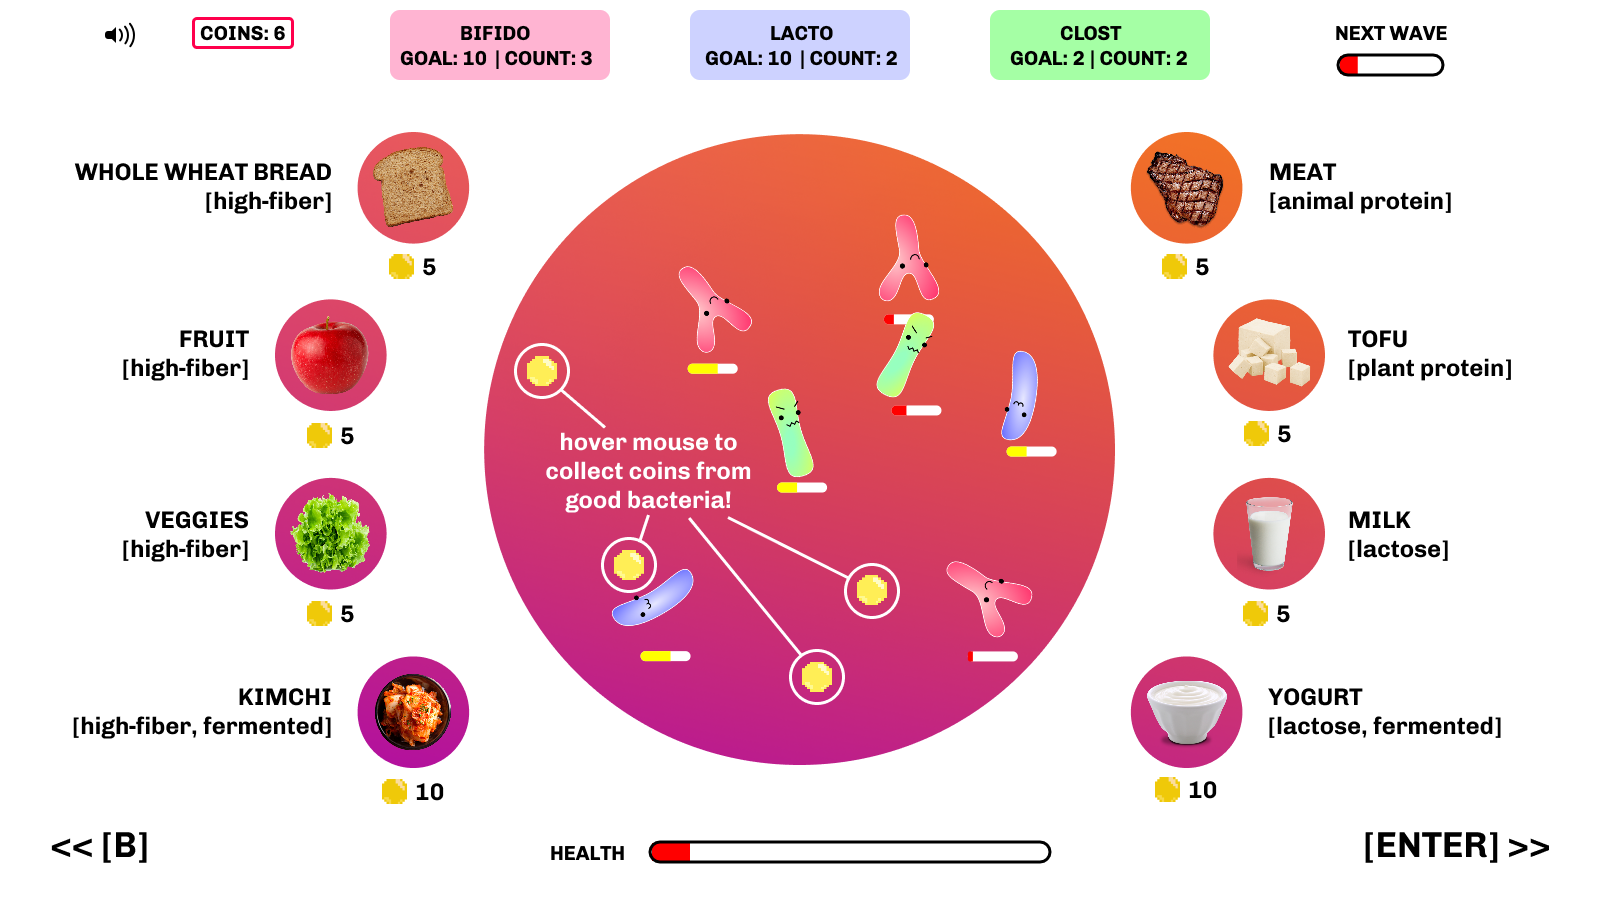 COINS: 6
BIFIDO
GOAL: 10 | COUNT: 3
LACTO
GOAL: 10 | COUNT: 2
CLOST
GOAL: 2 | COUNT: 2
NEXT WAVE
WHOLE WHEAT BREAD
[high-fiber]
5
FRUIT
[high-fiber]
5
VEGGIES
[high-fiber]
5
KIMCHI
[high-fiber, fermented]
10
hover mouse to
collect coins from
good bacteria!
MEAT
[animal protein]
5
TOFU
[plant protein]
5
MILK
[lactose]
5
YOGURT
[lactose, fermented]
10
<< [B]
HEALTH
[ENTER] >>